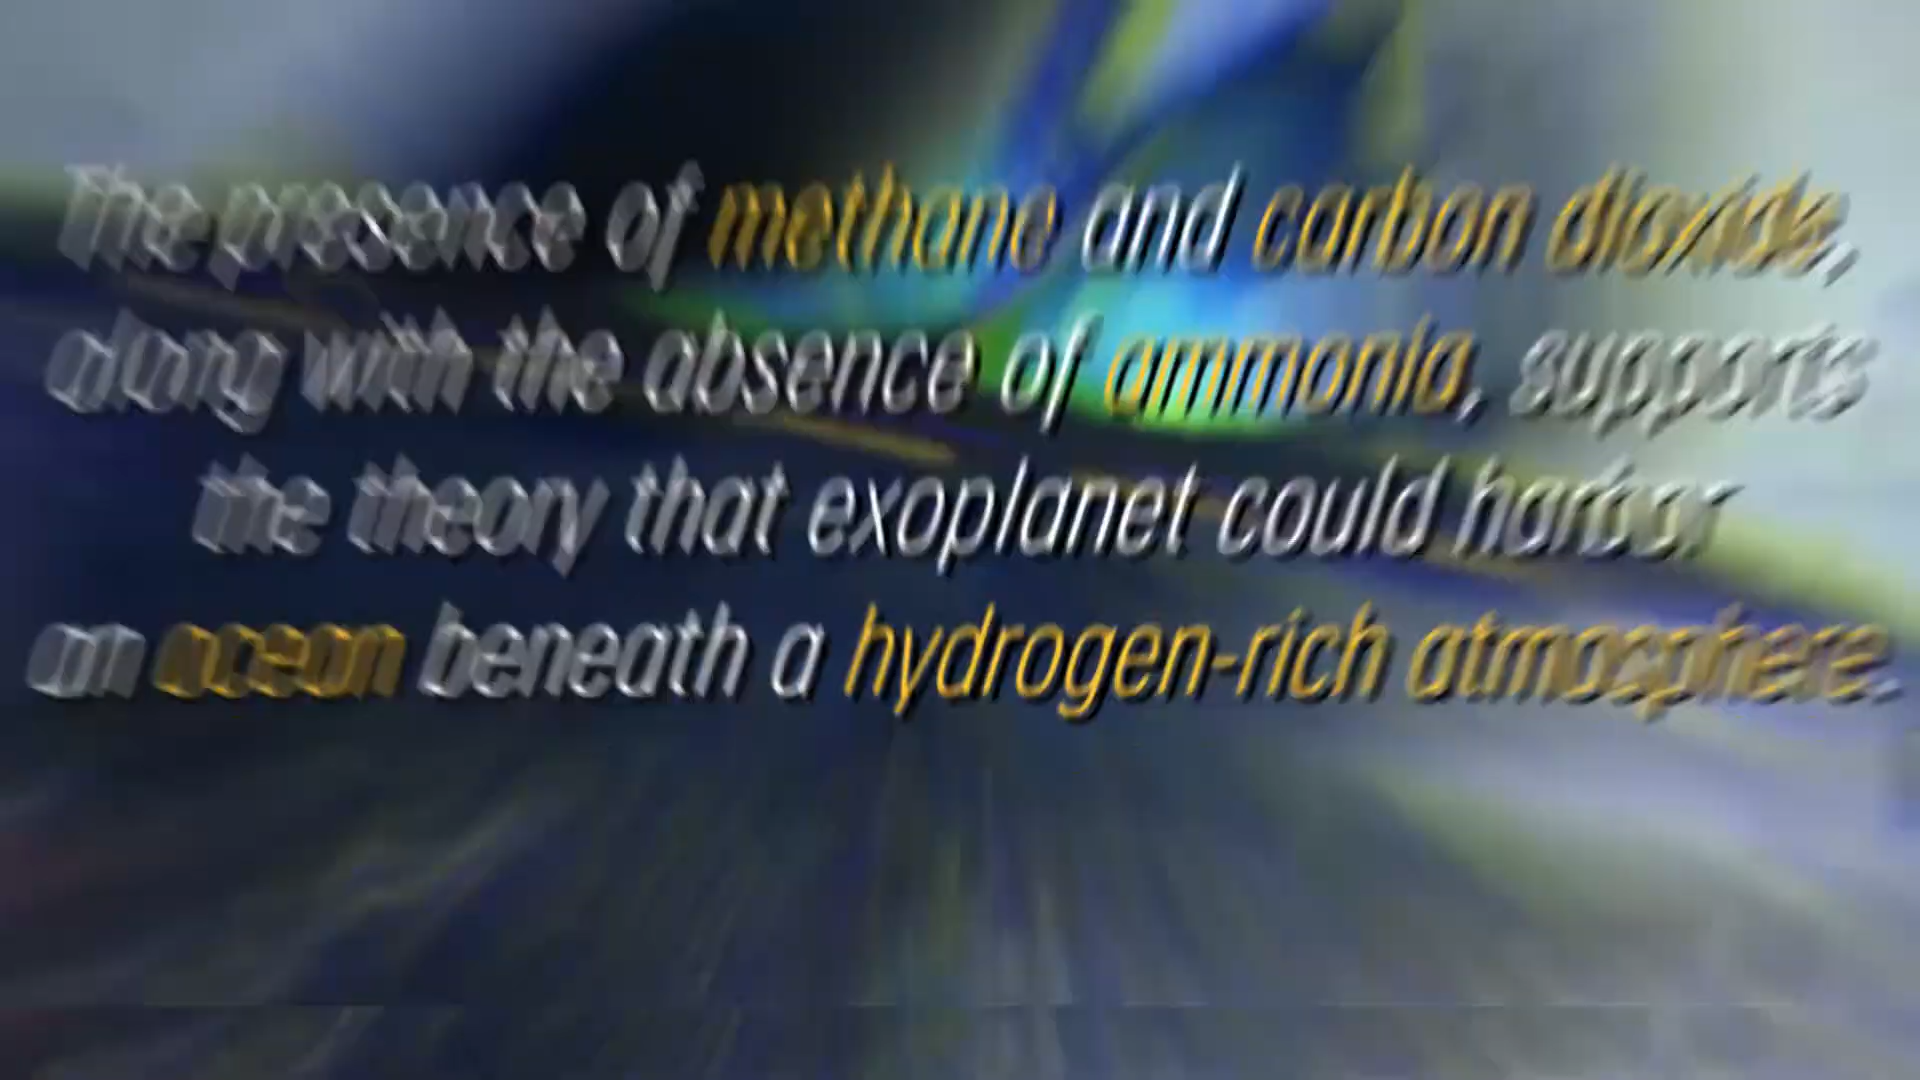 The presence of methane and carbon dioxide,
along with the absence of ammonia, supports
the theory that exoplanet could harbor
an ocean beneath a hydrogen-rich atmosphere.